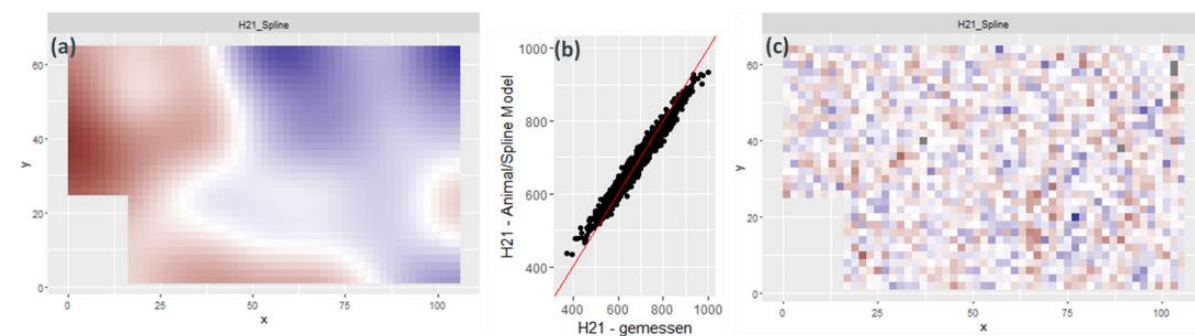 H21_Spline
(a)
60
40
20
0
y
0 25 50 75 100
x
(b)
1000
800
600
400
H21 - Animal/Spline Model
400 600 800 1000
H21 - gemessen
H21_Spline
(c)
60
40
20
0
y
0 25 50 75 100
x